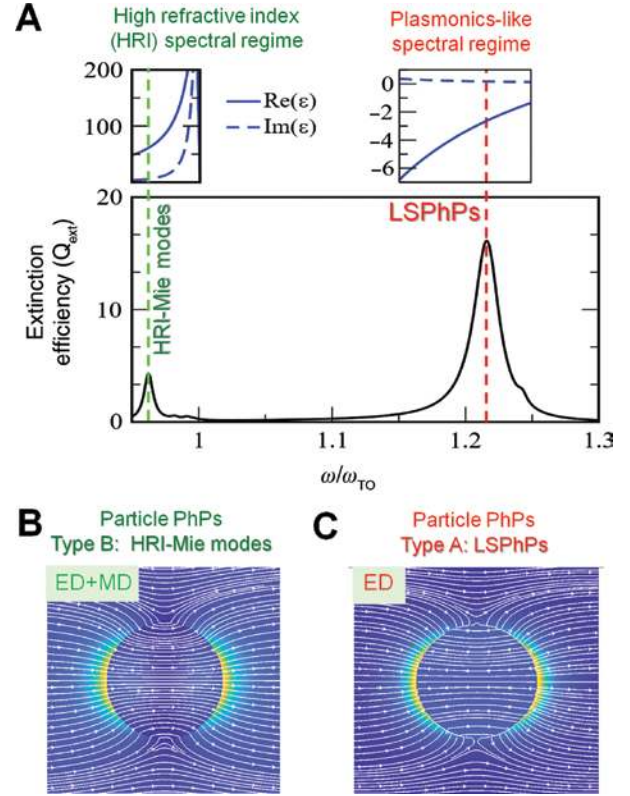 A
High refractive index
(HRI) spectral regime
Plasmonics-like
spectral regime
200
100
Re(ε)
Im(ε)
0
−2
−4
−6
20
10
0
Extinction
efficiency (Qext)
HRI-Mie modes
LSPhPs
1
1.1
1.2
1.3
ω/ωTO
B
Particle PhPs
Type B: HRI-Mie modes
ED+MD
C
Particle PhPs
Type A: LSPhPs
ED